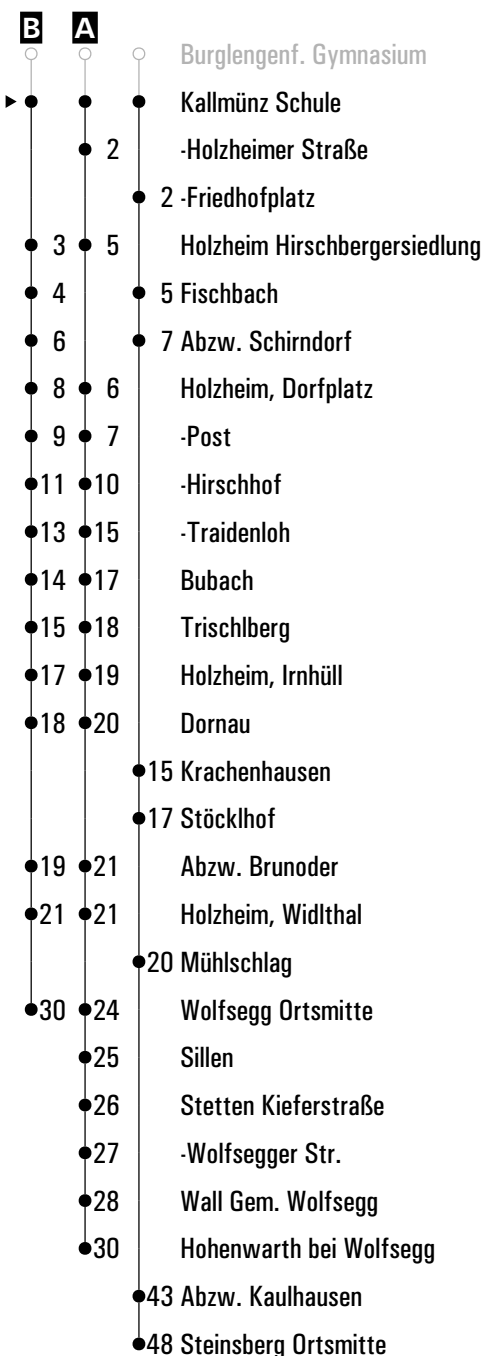 B A
Burglengenf. Gymnasium
Kallmünz Schule
2 -Holzheimer Straße
2 -Friedhofplatz
3 5 Holzheim Hirschbergersiedlung
4 5 Fischbach
6 7 Abzw. Schirndorf
8 6 Holzheim, Dorfplatz
9 7 -Post
11 10 -Hirschhof
13 15 -Traidenloh
14 17 Bubach
15 18 Trischlberg
17 19 Holzheim, Irnhüll
18 20 Dornau
15 Krachenhausen
17 Stöcklhof
19 21 Abzw. Brunoder
21 21 Holzheim, Widlthal
20 Mühlschlag
30 24 Wolfsegg Ortsmitte
25 Sillen
26 Stetten Kieferstraße
27 -Wolfsegger Str.
28 Wall Gem. Wolfsegg
30 Hohenwarth bei Wolfsegg
43 Abzw. Kaulhausen
48 Steinsberg Ortsmitte